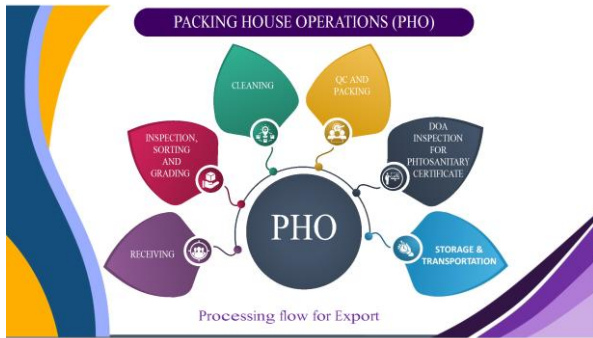 PACKING HOUSE OPERATIONS (PHO)
RECEIVING
INSPECTION,
SORTING
AND
GRADING
CLEANING
QC AND
PACKING
DOA
INSPECTION
FOR
PHTOSANITARY
CERTIFICATE
STORAGE &
TRANSPORTATION
PHO
Processing flow for Export